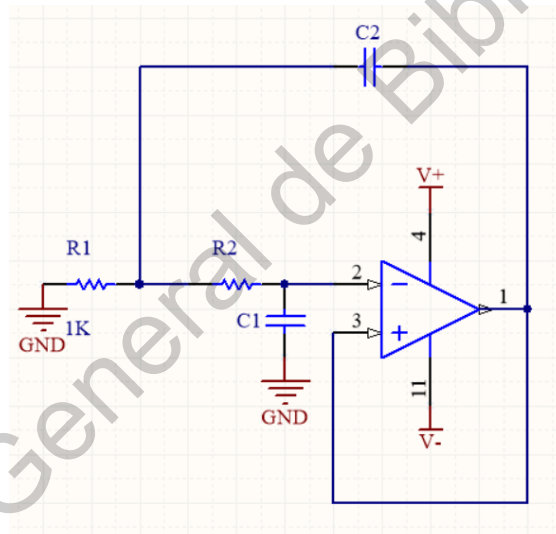 C2
V+
4
R1
R2
2
−
1
C1
3
+
1K
GND
11
GND
V-
General de Bibl